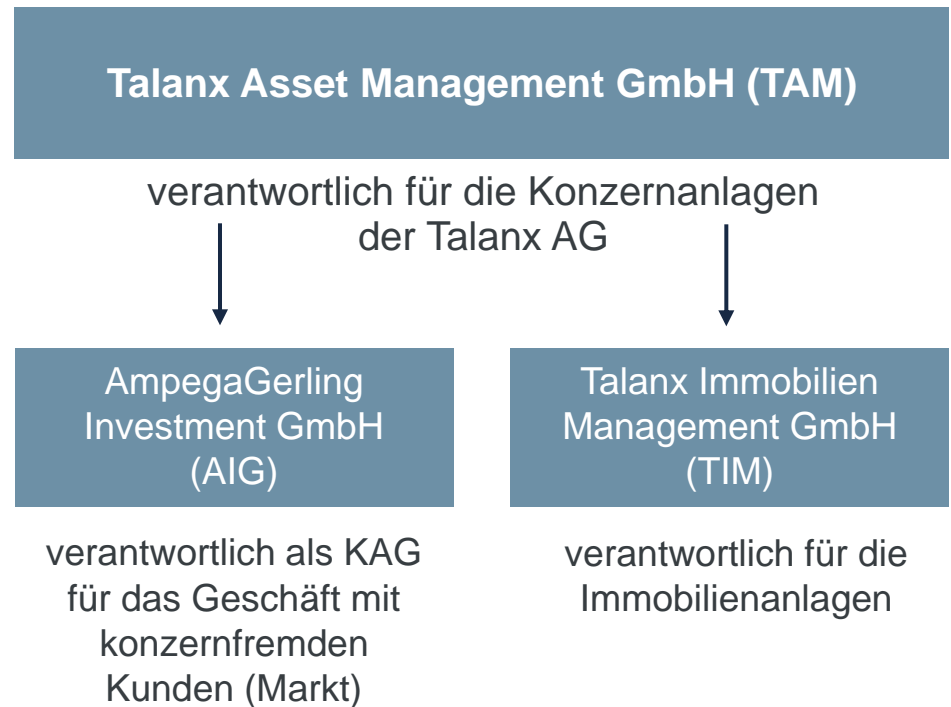 Talanx Asset Management GmbH (TAM)
verantwortlich für die Konzernanlagen
der Talanx AG
AmpegaGerling
Investment GmbH
(AIG)
verantwortlich als KAG
für das Geschäft mit
konzernfremden
Kunden (Markt)
Talanx Immobilien
Management GmbH
(TIM)
verantwortlich für die
Immobilienanlagen